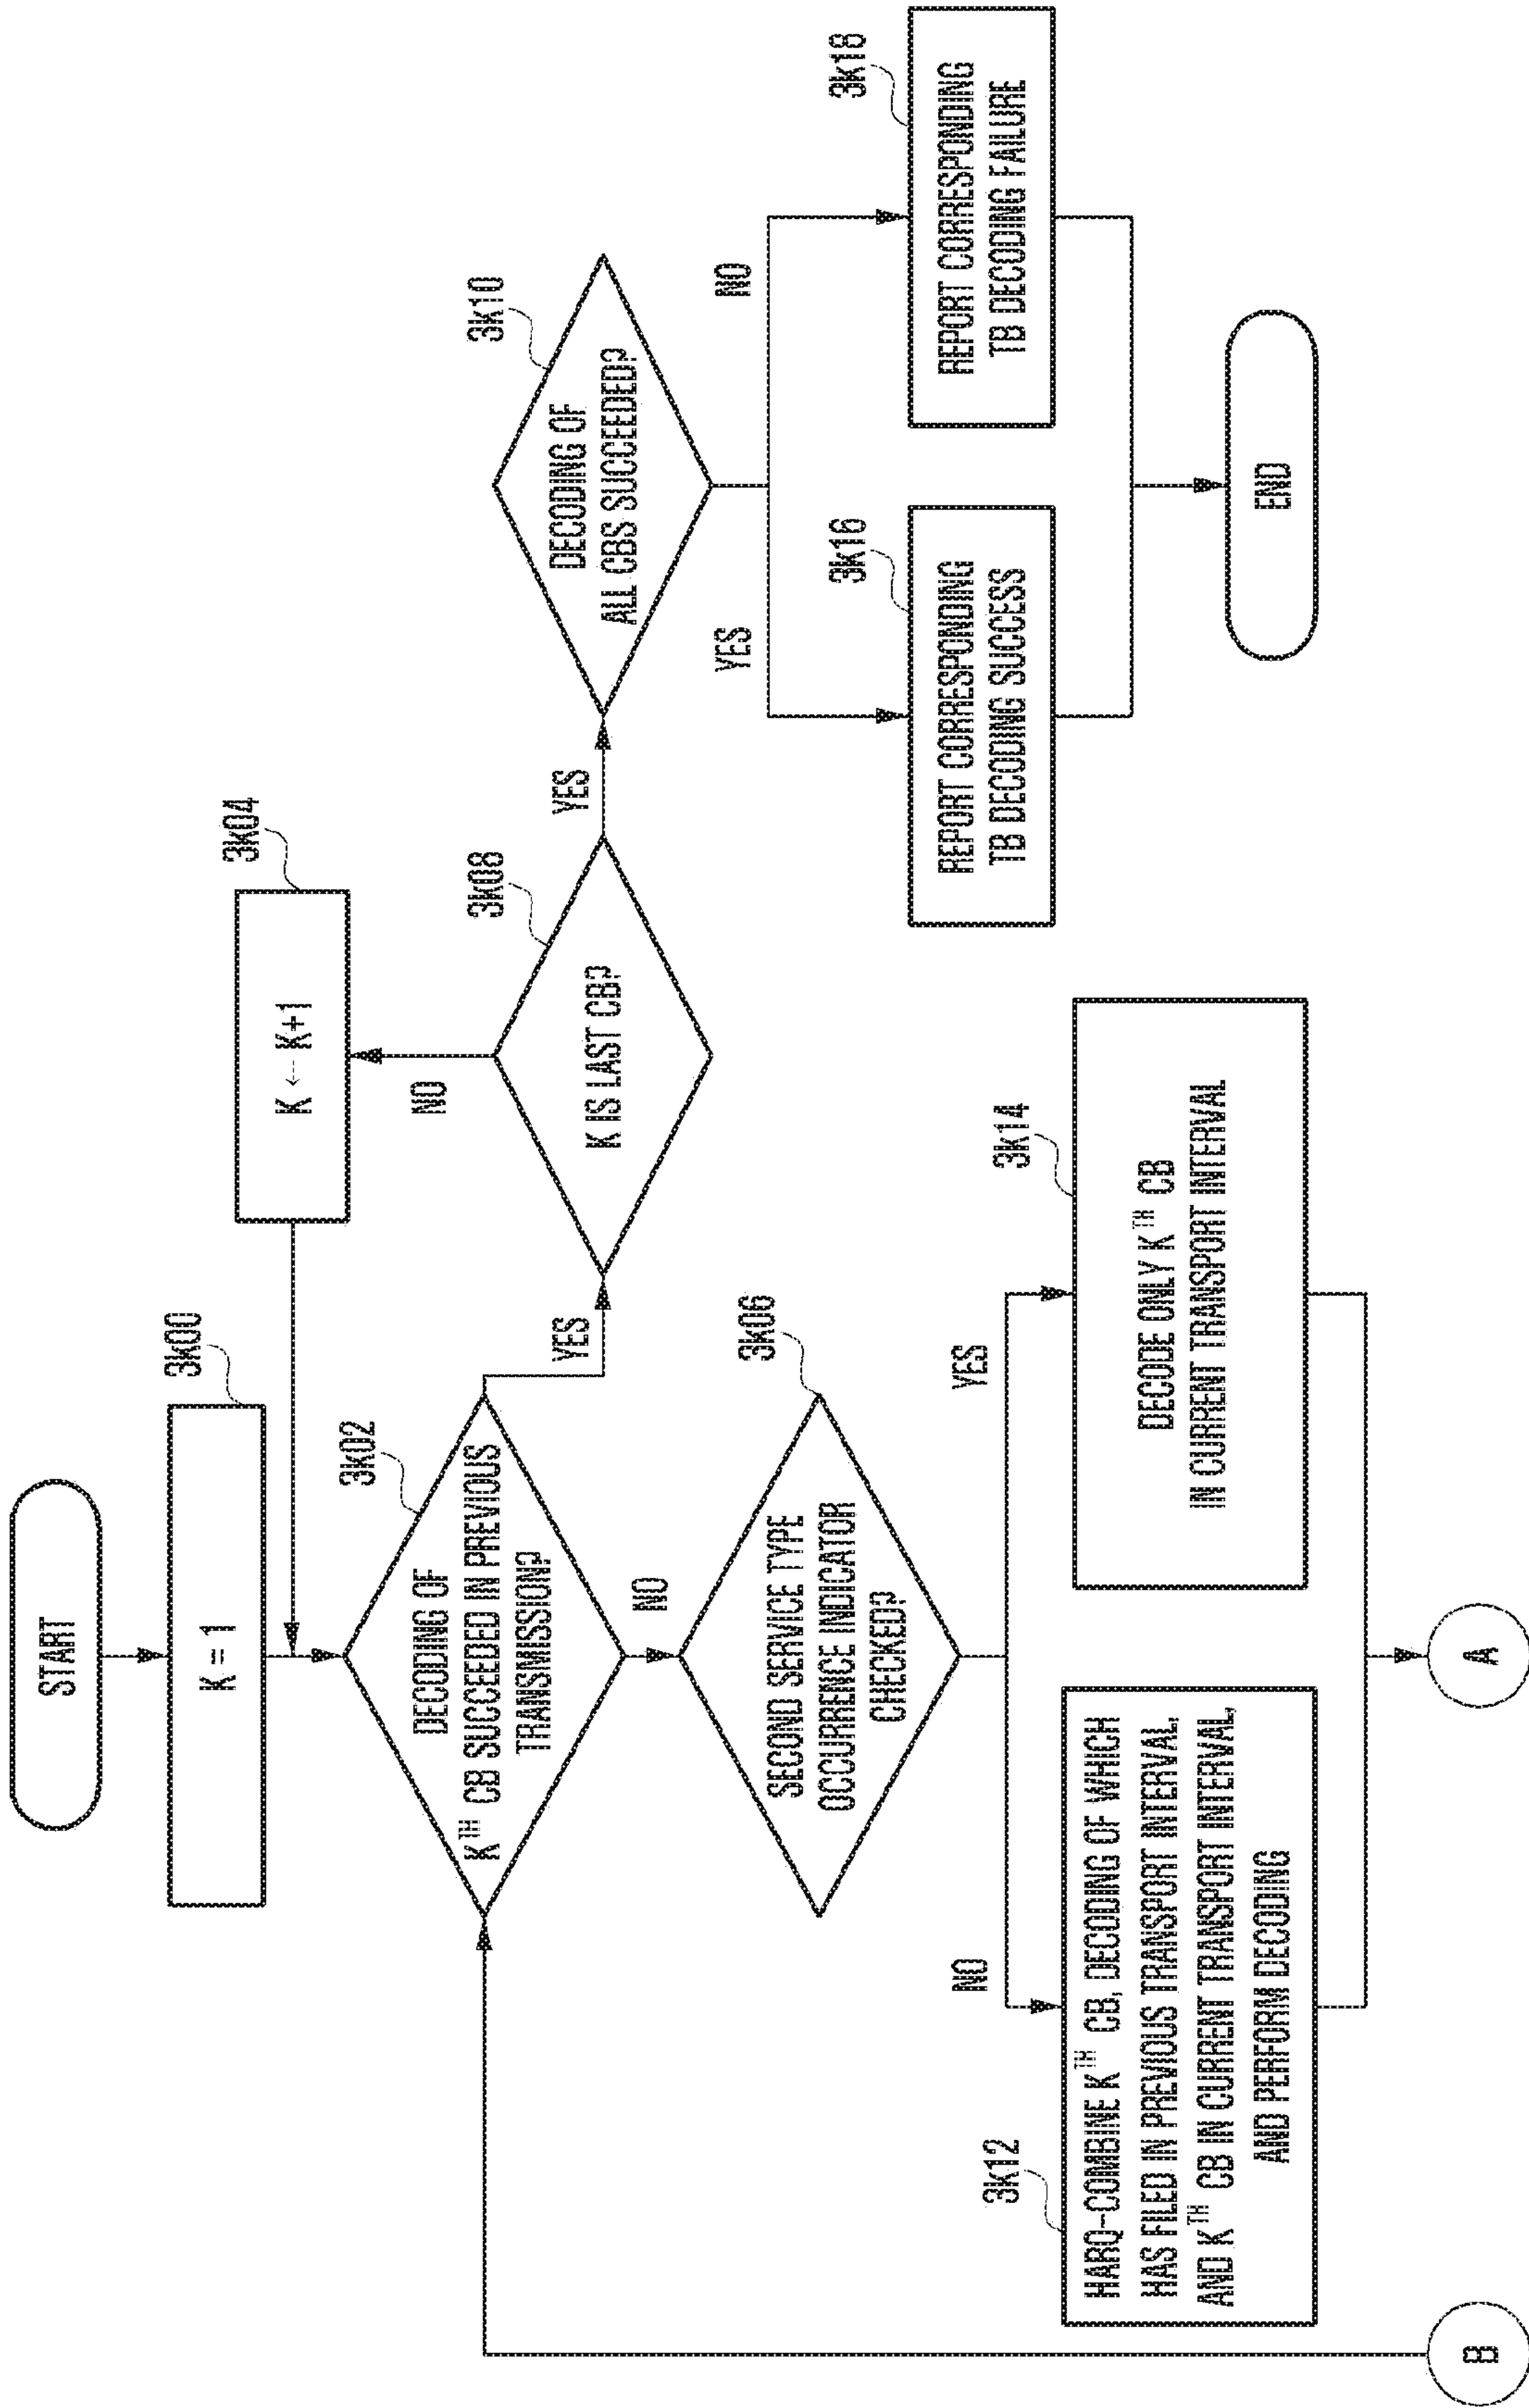 START
3k00
K = 1
3k04
K ← K+1
3k02
DECODING OF
K TH CB SUCCEEDED IN PREVIOUS
TRANSMISSION?
YES
NO
3k08
K IS LAST CB?
NO
YES
3k10
DECODING OF
ALL CBS SUCCEEDED?
YES
NO
3k06
SECOND SERVICE TYPE
OCCURRENCE INDICATOR
CHECKED?
NO
YES
3k16
REPORT CORRESPONDING
TB DECODING SUCCESS
3k18
REPORT CORRESPONDING
TB DECODING FAILURE
3k12
HARQ-COMBINE K TH CB, DECODING OF WHICH
HAS FILED IN PREVIOUS TRANSPORT INTERVAL,
AND K TH CB IN CURRENT TRANSPORT INTERVAL,
AND PERFORM DECODING
3k14
DECODE ONLY K TH CB
IN CURRENT TRANSPORT INTERVAL
END
B
A